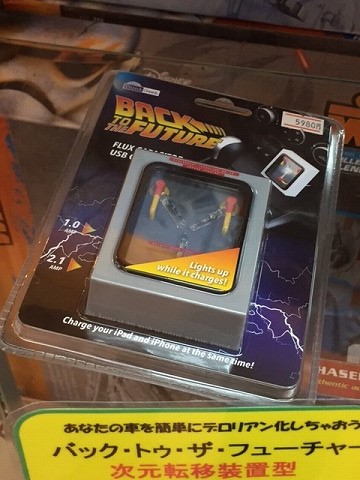 5980円
BACK
TO
THE
FUTURE
FLUX CAPACITOR
USB
1.0
AMP
2.1
AMP
Lights up
while it charges!
Charge your iPad and iPhone at the same time!
あなたの車を簡単にデロリアン化しちゃおう
バック・トゥ・ザ・フューチャー
次元転移装置型